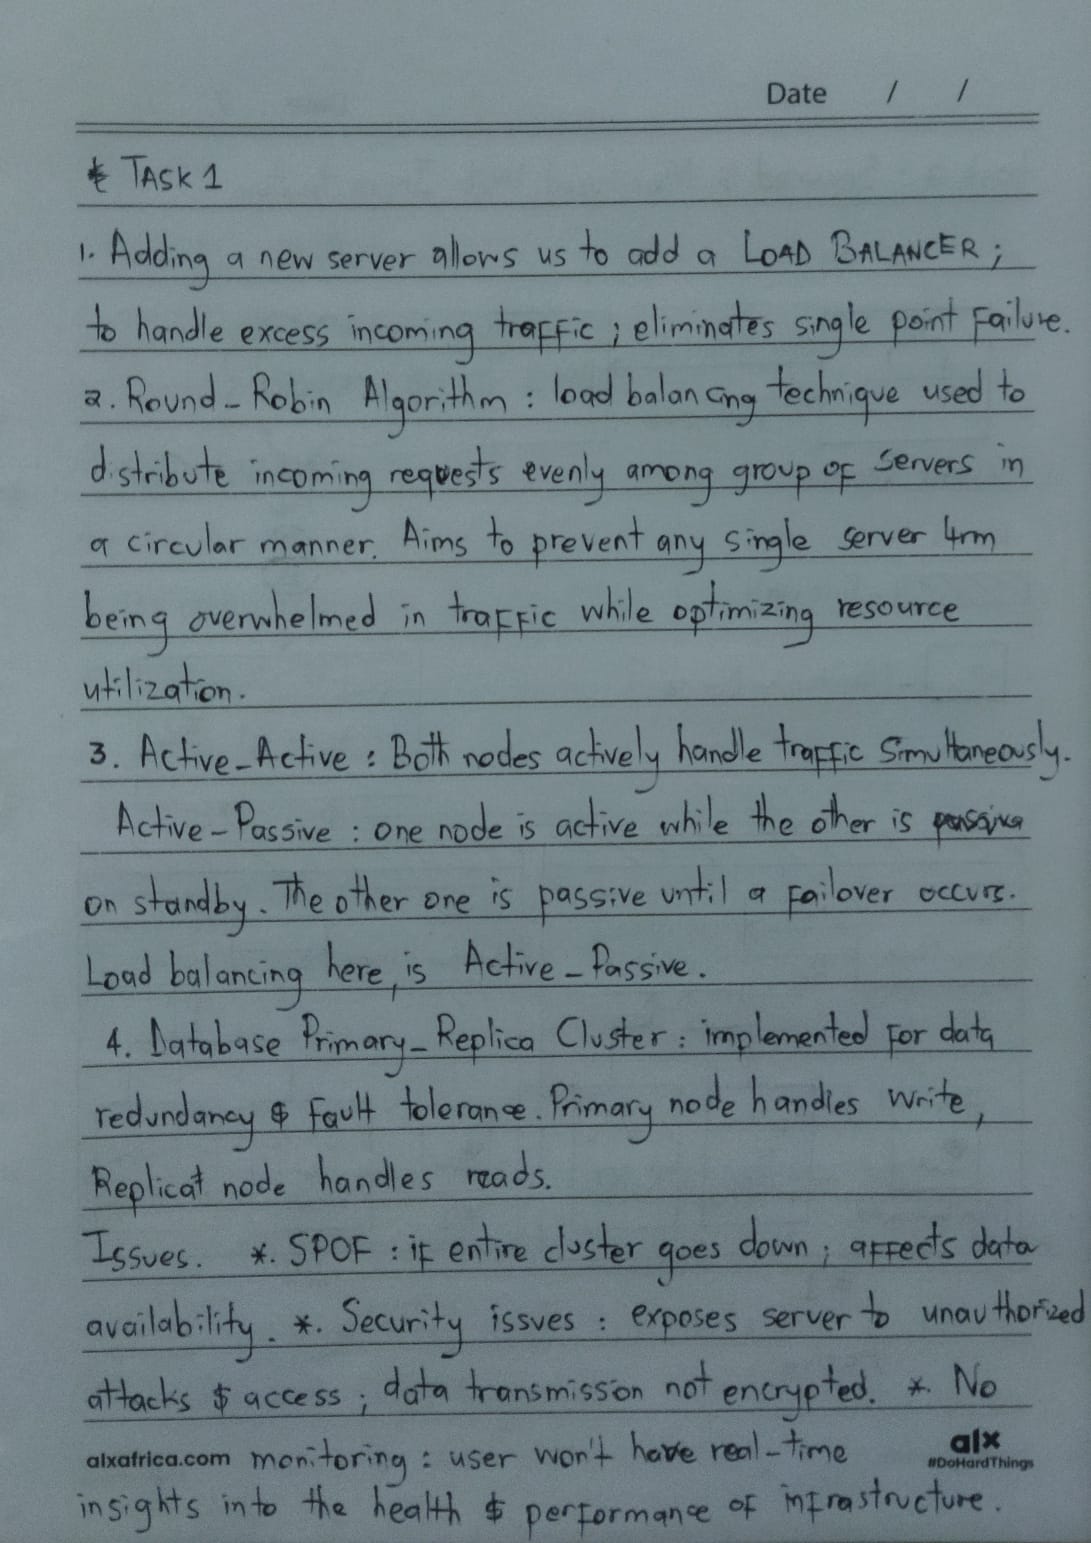 Date / /
* TASK 1
1. Adding a new server allows us to add a LOAD BALANCER;
to handle excess incoming traffic; eliminates single point Failure.
2. Round-Robin Algorithm: load balancing technique used to
distribute incoming requests evenly among group of servers in
a circular manner. Aims to prevent any single server 4rm
being overwhelmed in traffic while optimizing resource
utilization.
3. Active-Active: Both nodes actively handle traffic Simultaneously.
Active-Passive: one node is active while the other is
on standby. The other one is passive until a Failover occurs.
Load balancing here, is Active-Passive.
4. Database Primary-Replica Cluster: implemented For data
redundancy & Fault tolerance. Primary node handles write,
Replicat node handles reads.
Issues. *. SPOF: if entire cluster goes down; affects data
availability. *. Security issues: exposes server to unauthorized
attacks & access; data transmission not encrypted. *. No
alxafrica.com monitoring: user won't have real-time alx
#DoHardThings
insights into the health & performance of infrastructure.